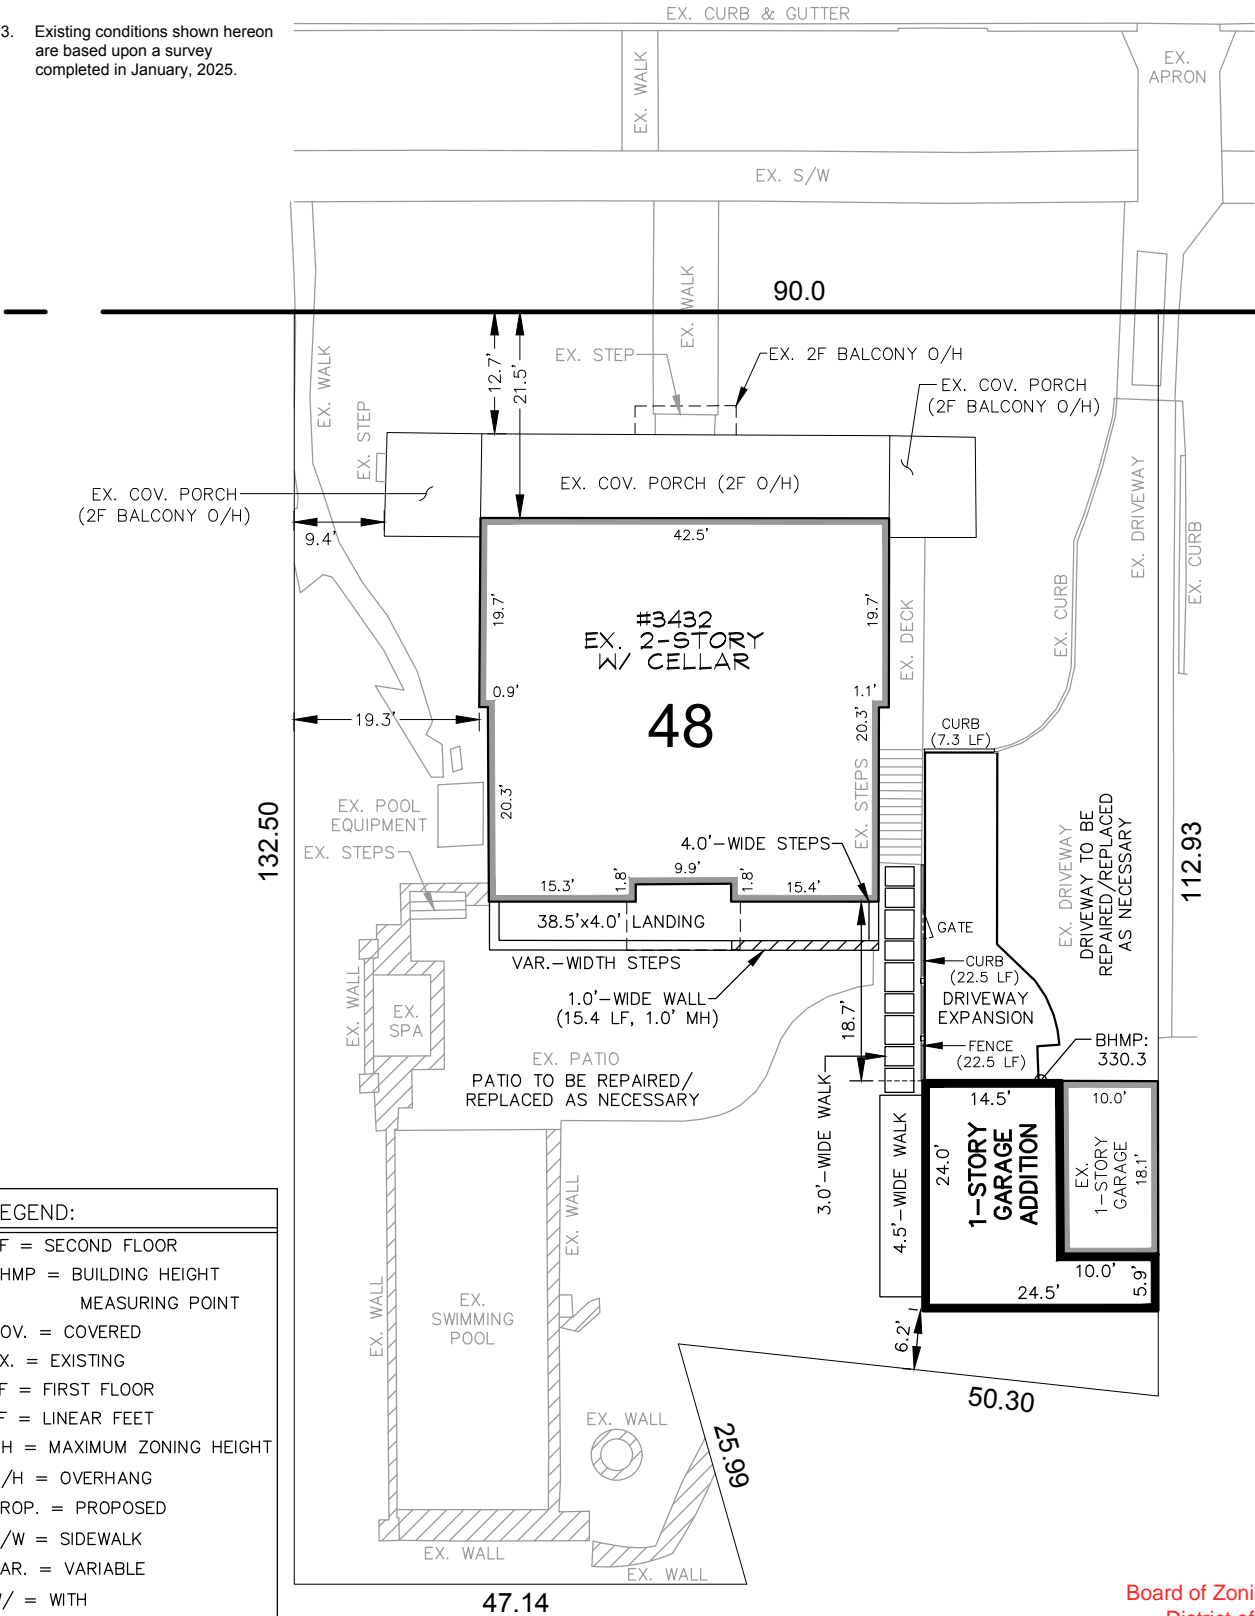 EX. CURB & GUTTER
3. Existing conditions shown hereon
are based upon a survey
completed in January, 2025.
EX. WALK
EX.
APRON
EX. S/W
90.0
EX. WALK
EX. WALK
EX. STEP
12.7'
21.5'
EX. STEP
EX. 2F BALCONY O/H
EX. COV. PORCH
(2F BALCONY O/H)
EX. COV. PORCH
(2F BALCONY O/H)
EX. COV. PORCH (2F O/H)
EX. DRIVEWAY
EX. CURB
9.4'
42.5'
19.7'
19.7'
#3432
EX. 2-STORY
W/ CELLAR
48
EX. DECK
EX. CURB
0.9'
1.1'
19.3'
20.3'
20.3'
CURB
(7.3 LF)
EX. STEPS
132.50
EX. POOL
EQUIPMENT
EX. STEPS
4.0'-WIDE STEPS
EX. DRIVEWAY
DRIVEWAY TO BE
REPAIRED/REPLACED
AS NECESSARY
112.93
15.3'
1.8'
9.9'
1.8'
15.4'
38.5'x4.0' LANDING
GATE
VAR.-WIDTH STEPS
CURB
(22.5 LF)
1.0'-WIDE WALL
(15.4 LF, 1.0' MH)
18.7'
DRIVEWAY
EXPANSION
EX. WALL
EX.
SPA
FENCE
(22.5 LF)
BHMP:
330.3
EX. PATIO
PATIO TO BE REPAIRED/
REPLACED AS NECESSARY
3.0'-WIDE WALK
4.5'-WIDE WALK
14.5'
24.0'
1-STORY
GARAGE
ADDITION
10.0'
EX.
1-STORY
GARAGE
18.1'
10.0'
5.9'
24.5'
6.2'
EX. WALL
EX. WALL
EX.
SWIMMING
POOL
50.30
EX. WALL
25.99
EX. WALL
EX. WALL
47.14
EGEND:
F = SECOND FLOOR
HMP = BUILDING HEIGHT
MEASURING POINT
OV. = COVERED
X. = EXISTING
F = FIRST FLOOR
F = LINEAR FEET
H = MAXIMUM ZONING HEIGHT
/H = OVERHANG
ROP. = PROPOSED
/W = SIDEWALK
AR. = VARIABLE
/ = WITH
Board of Zoni